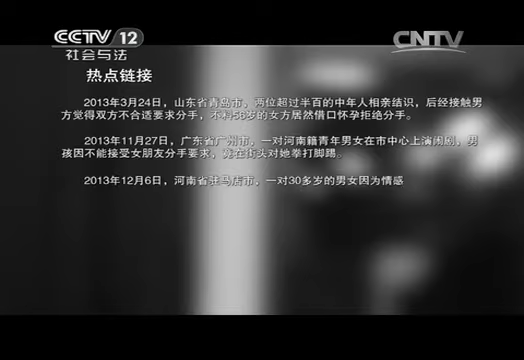 CCTV 12
社会与法
CNTV
热点链接
2013年3月24日，山东省青岛市，两位超过半百的中年人相亲结识，后经接触男
方觉得双方不合适要求分手，不料56岁的女方居然借口怀孕拒绝分手。
2013年11月27日，广东省广州市，一对河南籍青年男女在市中心上演闹剧，男
孩因不能接受女朋友分手要求，竟在街头对她拳打脚踢。
2013年12月6日，河南省驻马店市，一对30多岁的男女因为情感